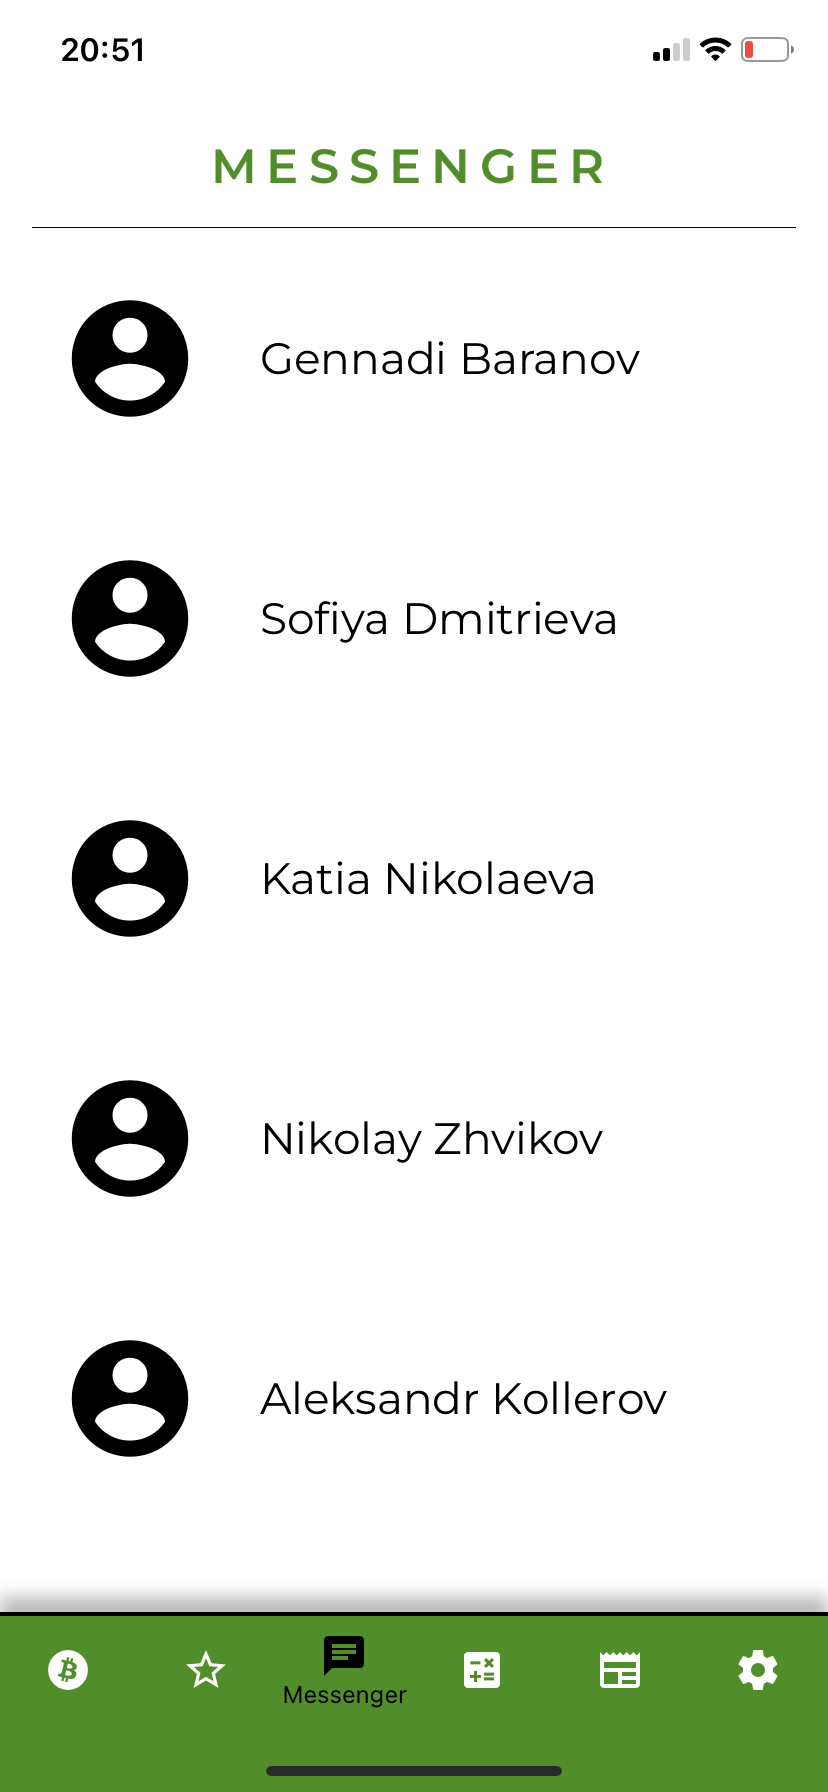 20:51
MESSENGER
Gennadi Baranov
Sofiya Dmitrieva
Katia Nikolaeva
Nikolay Zhvikov
Aleksandr Kollerov
Messenger